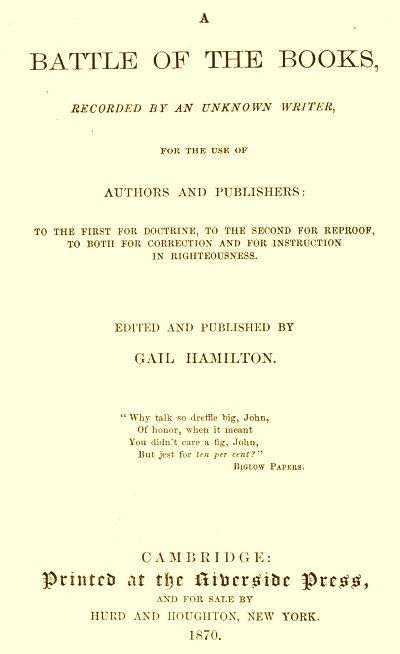 A
BATTLE OF THE BOOKS,
RECORDED BY AN UNKNOWN WRITER,
FOR THE USE OF
AUTHORS AND PUBLISHERS:
TO THE FIRST FOR DOCTRINE, TO THE SECOND FOR REPROOF,
TO BOTH FOR CORRECTION AND FOR INSTRUCTION
IN RIGHTEOUSNESS.
EDITED AND PUBLISHED BY
GAIL HAMILTON.
“Why talk so dreffle big, John,
Of honor, when it meant
You didn't care a fig, John,
But jest for ten per cent?”
BIGLOW PAPERS.
CAMBRIDGE:
Printed at the Riverside Press,
AND FOR SALE BY
HURD AND HOUGHTON, NEW YORK.
1870.